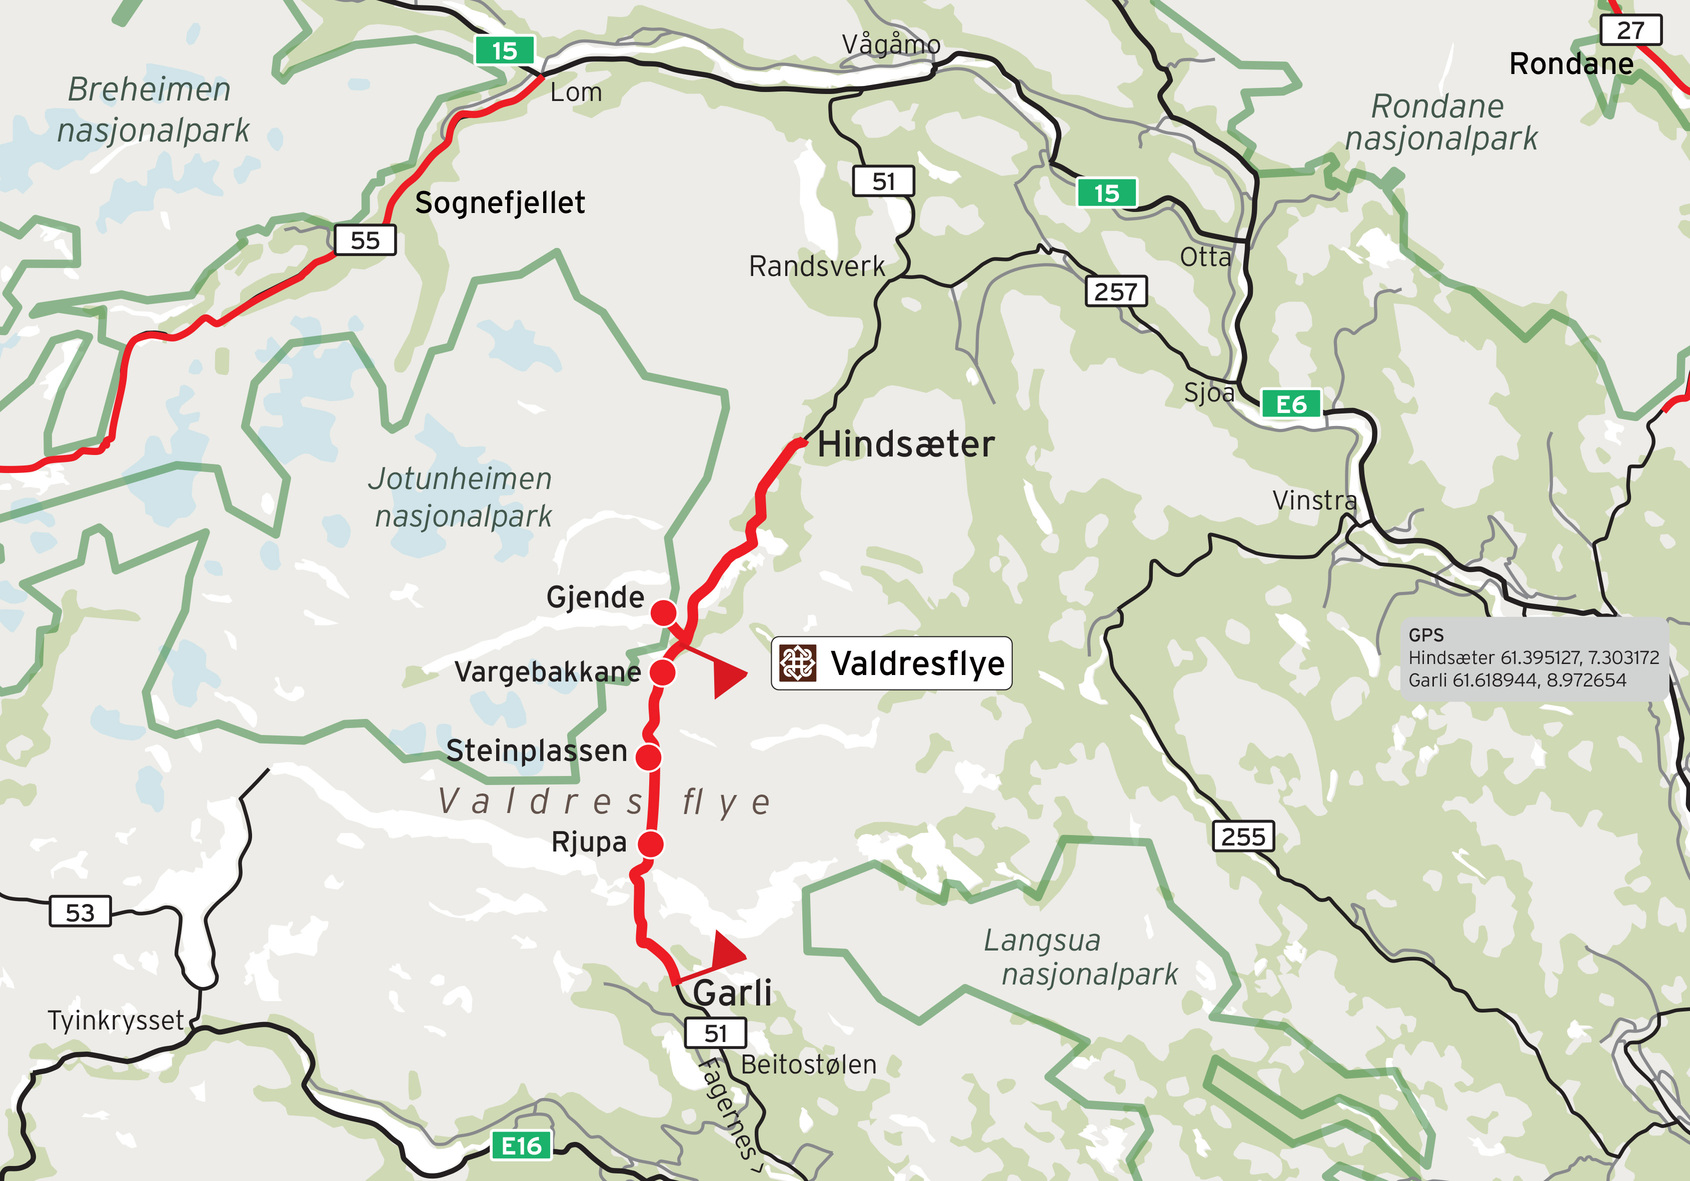 15
Vågåmo
27
Rondane
Breheimen
nasjonalpark
Lom
Rondane
nasjonalpark
51
15
Sognefjellet
55
Otta
Randsverk
257
Sjoa
E6
Hindsæter
Jotunheimen
nasjonalpark
Vinstra
Gjende
GPS
Hindsæter 61.395127, 7.303172
Garli 61.618944, 8.972654
Vargebakkane
Valdresflye
Steinplassen
Valdresflye
Rjupa
255
53
Langsua
nasjonalpark
Garli
Tyinkrysset
51
Beitostølen
Fagernes >
E16